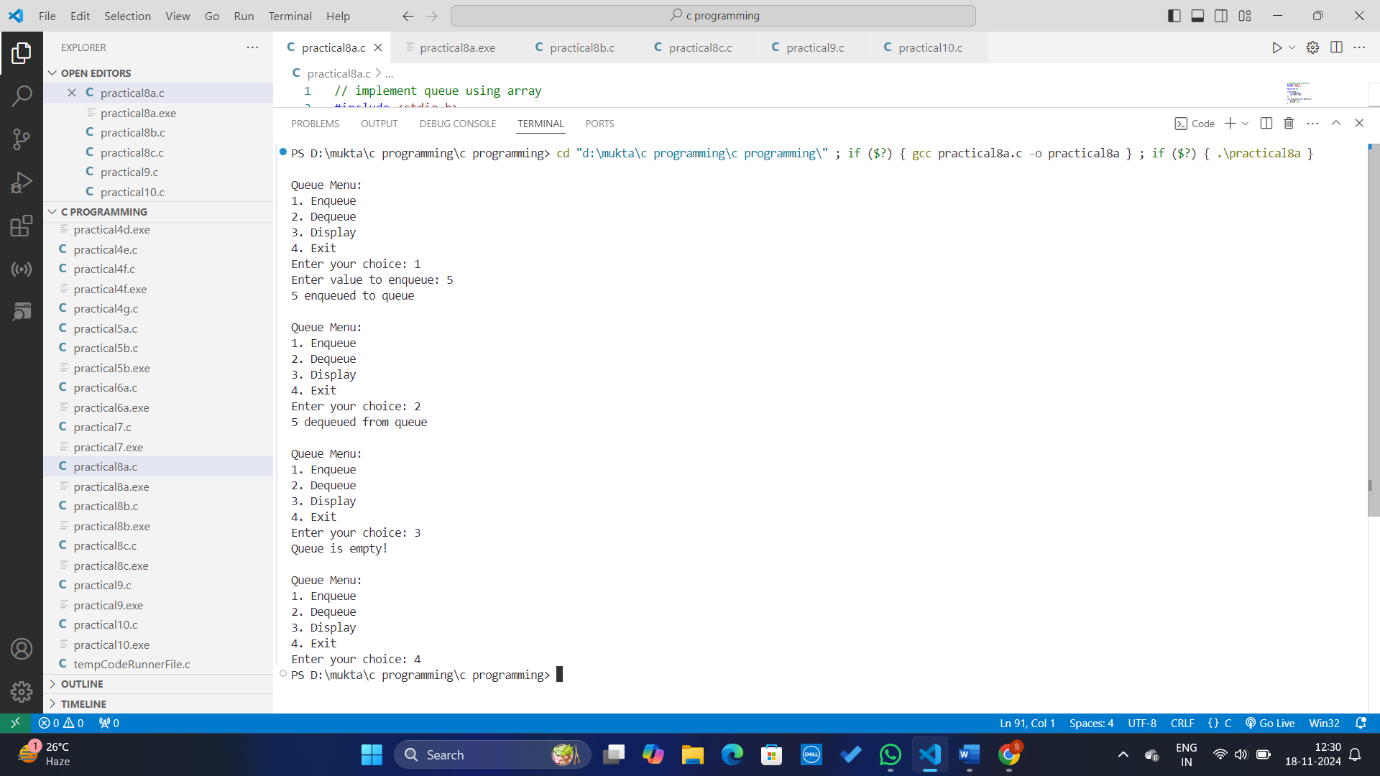 File Edit Selection View Go Run Terminal Help
c programming
EXPLORER
OPEN EDITORS
practical8a.c
practical8a.exe
practical8b.c
practical8c.c
practical9.c
practical10.c
C PROGRAMMING
practical4d.exe
practical4e.c
practical4f.c
practical4f.exe
practical4g.c
practical5a.c
practical5b.c
practical5b.exe
practical6a.c
practical6a.exe
practical7.c
practical7.exe
practical8a.c
practical8a.exe
practical8b.c
practical8b.exe
practical8c.c
practical8c.exe
practical9.c
practical9.exe
practical10.c
practical10.exe
tempCodeRunnerFile.c
OUTLINE
TIMELINE
practical8a.c practical8a.exe practical8b.c practical8c.c practical9.c practical10.c
practical8a.c > ...
1 // implement queue using array
2 #include <stdio.h>
PROBLEMS OUTPUT DEBUG CONSOLE TERMINAL PORTS
Code
PS D:\mukta\c programming\c programming> cd "d:\mukta\c programming\c programming\" ; if ($?) { gcc practical8a.c -o practical8a } ; if ($?) { .\practical8a }
Queue Menu:
1. Enqueue
2. Dequeue
3. Display
4. Exit
Enter your choice: 1
Enter value to enqueue: 5
5 enqueued to queue
Queue Menu:
1. Enqueue
2. Dequeue
3. Display
4. Exit
Enter your choice: 2
5 dequeued from queue
Queue Menu:
1. Enqueue
2. Dequeue
3. Display
4. Exit
Enter your choice: 3
Queue is empty!
Queue Menu:
1. Enqueue
2. Dequeue
3. Display
4. Exit
Enter your choice: 4
PS D:\mukta\c programming\c programming>
0 0 0
Ln 91, Col 1 Spaces: 4 UTF-8 CRLF {} C Go Live Win32
1
26°C
Haze
Search
DELL
S
ENG
IN
12:30
18-11-2024